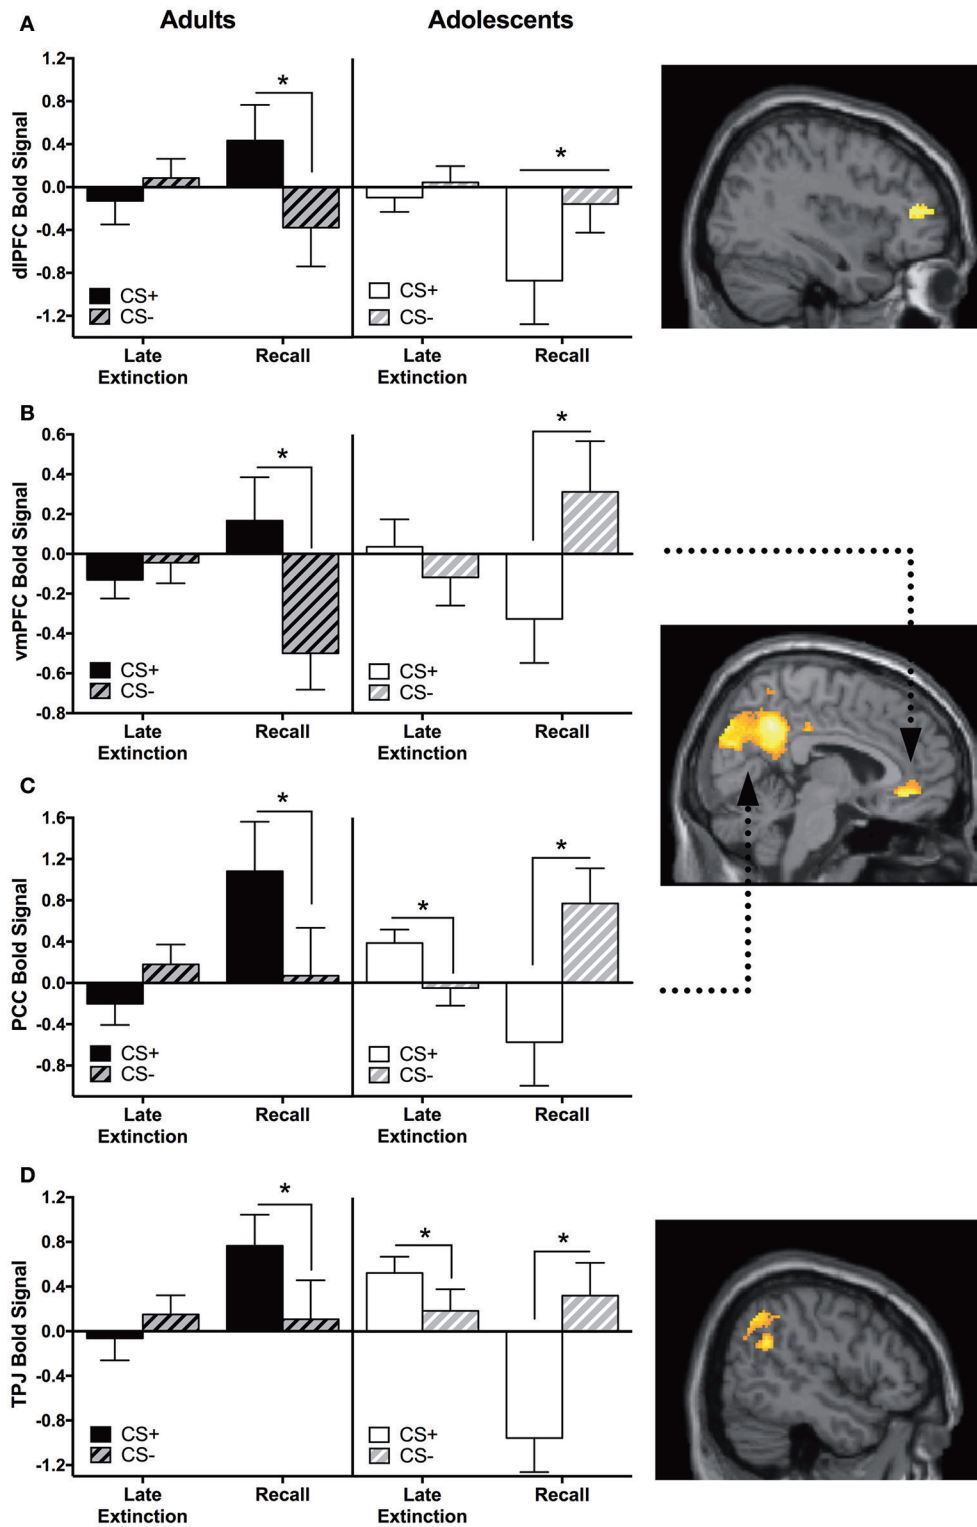 A
Adults
Adolescents
dlPFC Bold Signal
1.2
0.8
0.4
0.0
-0.4
-0.8
-1.2
*
*
CS+
CS-
CS+
CS-
Late
Extinction
Recall
Late
Extinction
Recall
B
vmPFC Bold Signal
0.6
0.4
0.2
0.0
-0.2
-0.4
-0.6
-0.8
*
*
CS+
CS-
CS+
CS-
Late
Extinction
Recall
Late
Extinction
Recall
C
PCC Bold Signal
1.6
1.2
0.8
0.4
0.0
-0.4
-0.8
*
*
*
CS+
CS-
CS+
CS-
Late
Extinction
Recall
Late
Extinction
Recall
D
TPJ Bold Signal
1.2
0.8
0.4
0.0
-0.4
-0.8
-1.2
*
*
*
CS+
CS-
CS+
CS-
Late
Extinction
Recall
Late
Extinction
Recall